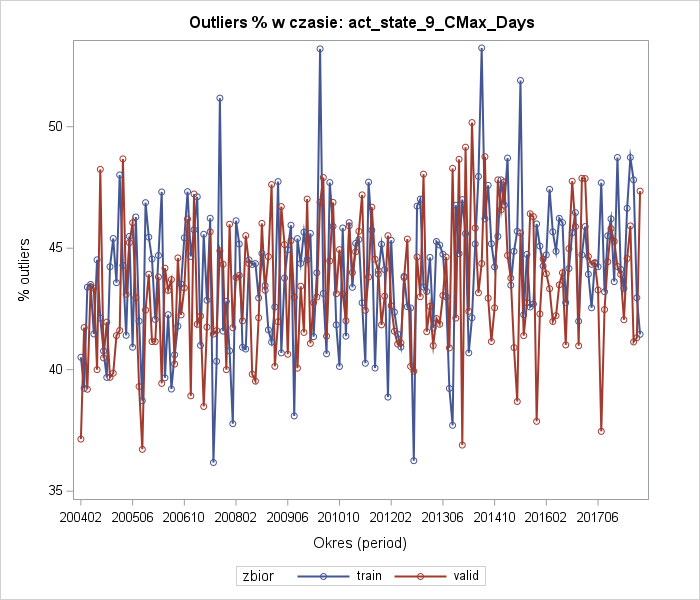 Outliers % w czasie: act_state_9_CMax_Days
% outliers
50
45
40
35
200402 200506 200610 200802 200906 201010 201202 201306 201410 201602 201706
Okres (period)
zbior train valid